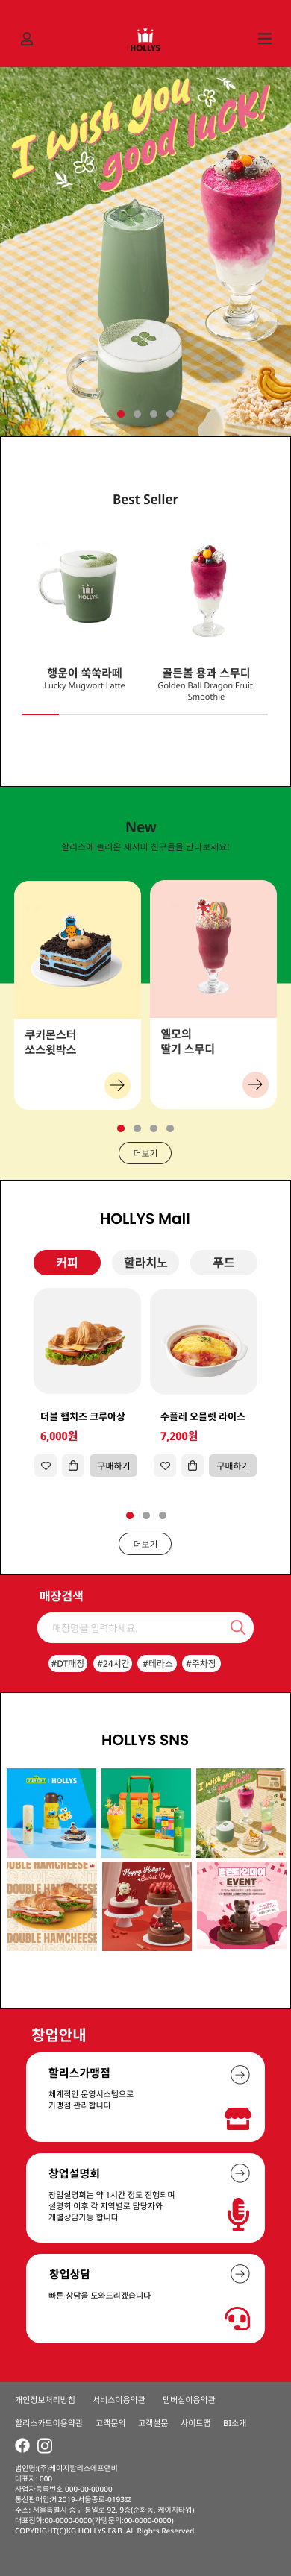 HOLLYS
I wish you
good luck!
Best Seller
HOLLYS
행운이 쑥쑥라떼
Lucky Mugwort Latte
골든볼 용과 스무디
Golden Ball Dragon Fruit
Smoothie
New
할리스에 놀러온 세서미 친구들을 만나보세요!
쿠키몬스터
쏘스윗박스
엘모의
딸기 스무디
더보기
HOLLYS Mall
커피
할라치노
푸드
더블 햄치즈 크루아상
6,000원
구매하기
수플레 오믈렛 라이스
7,200원
구매하기
더보기
매장검색
매장명을 입력하세요.
#DT매장
#24시간
#테라스
#주차장
HOLLYS SNS
HOLLYS
I wish you
good luck!
DOUBLE HAMCHEESE
DOUBLE HAMCHEESE
DOUBLE HAMCHEESE
Happy Hollys
Sweet Day
발렌타인데이
EVENT
창업안내
할리스가맹점
체계적인 운영시스템으로
가맹점 관리합니다
창업설명회
창업설명회는 약 1시간 정도 진행되며
설명회 이후 각 지역별로 담당자와
개별상담가능 합니다
창업상담
빠른 상담을 도와드리겠습니다
개인정보처리방침
서비스이용약관
멤버십이용약관
할리스카드이용약관
고객문의
고객설문
사이트맵
BI소개
법인명:(주)케이지할리스에프앤비
대표자: 000
사업자등록번호 000-00-00000
통신판매업:제2019-서울종로-0193호
주소: 서울특별시 중구 통일로 92, 9층(순화동, 케이지타워)
대표전화:00-0000-0000(가맹문의:00-0000-0000)
COPYRIGHT(C)KG HOLLYS F&B. All Rights Reserved.